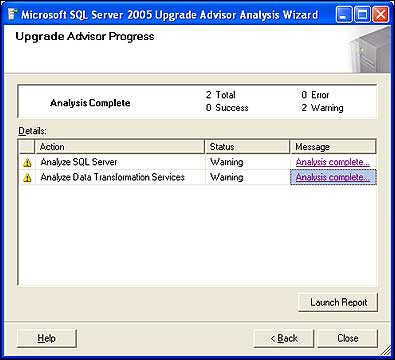 Microsoft SQL Server 2005 Upgrade Advisor Analysis Wizard
Upgrade Advisor Progress
Analysis Complete
2 Total 0 Error
0 Success 2 Warning
Details:
Action Status Message
Analyze SQL Server Warning Analysis complete...
Analyze Data Transformation Services Warning Analysis complete...
Launch Report
Help < Back Close